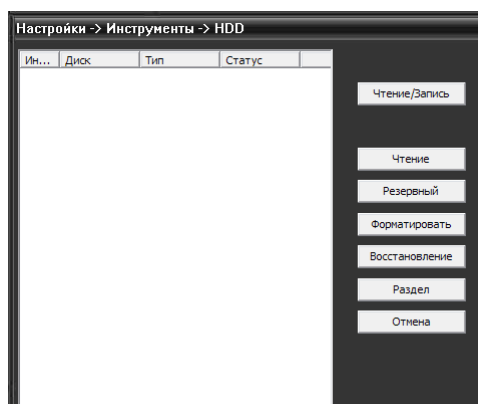 Настройки -> Инструменты -> HDD
Ин... Диск Тип Статус
Чтение/Запись
Чтение
Резервный
Форматировать
Восстановление
Раздел
Отмена